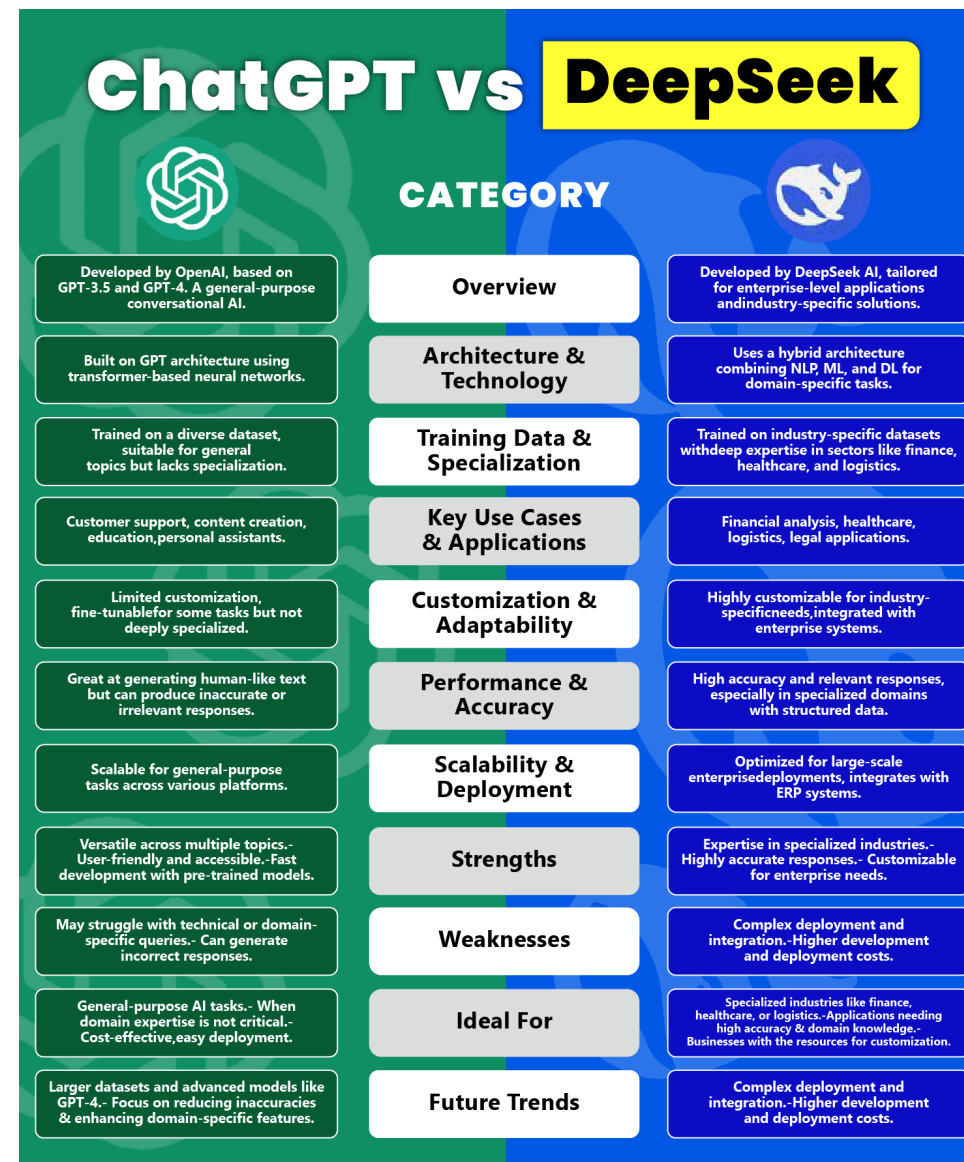 ChatGPT vs DeepSeek
CATEGORY
Developed by OpenAI, based on
GPT-3.5 and GPT-4. A general-purpose
conversational AI.
Overview
Developed by DeepSeek AI, tailored
for enterprise-level applications
andindustry-specific solutions.
Built on GPT architecture using
transformer-based neural networks.
Architecture &
Technology
Uses a hybrid architecture
combining NLP, ML, and DL for
domain-specific tasks.
Trained on a diverse dataset,
suitable for general
topics but lacks specialization.
Training Data &
Specialization
Trained on industry-specific datasets
withdeep expertise in sectors like finance,
healthcare, and logistics.
Customer support, content creation,
education,personal assistants.
Key Use Cases
& Applications
Financial analysis, healthcare,
logistics, legal applications.
Limited customization,
fine-tunablefor some tasks but not
deeply specialized.
Customization &
Adaptability
Highly customizable for industry-
specificneeds,integrated with
enterprise systems.
Great at generating human-like text
but can produce inaccurate or
irrelevant responses.
Performance &
Accuracy
High accuracy and relevant responses,
especially in specialized domains
with structured data.
Scalable for general-purpose
tasks across various platforms.
Scalability &
Deployment
Optimized for large-scale
enterprisedeployments, integrates with
ERP systems.
Versatile across multiple topics.-
User-friendly and accessible.-Fast
development with pre-trained models.
Strengths
Expertise in specialized industries.-
Highly accurate responses.- Customizable
for enterprise needs.
May struggle with technical or domain-
specific queries.- Can generate
incorrect responses.
Weaknesses
Complex deployment and
integration.-Higher development
and deployment costs.
General-purpose AI tasks.- When
domain expertise is not critical.-
Cost-effective,easy deployment.
Ideal For
Specialized industries like finance,
healthcare, or logistics.-Applications needing
high accuracy & domain knowledge.-
Businesses with the resources for customization.
Larger datasets and advanced models like
GPT-4.- Focus on reducing inaccuracies
& enhancing domain-specific features.
Future Trends
Complex deployment and
integration.-Higher development
and deployment costs.